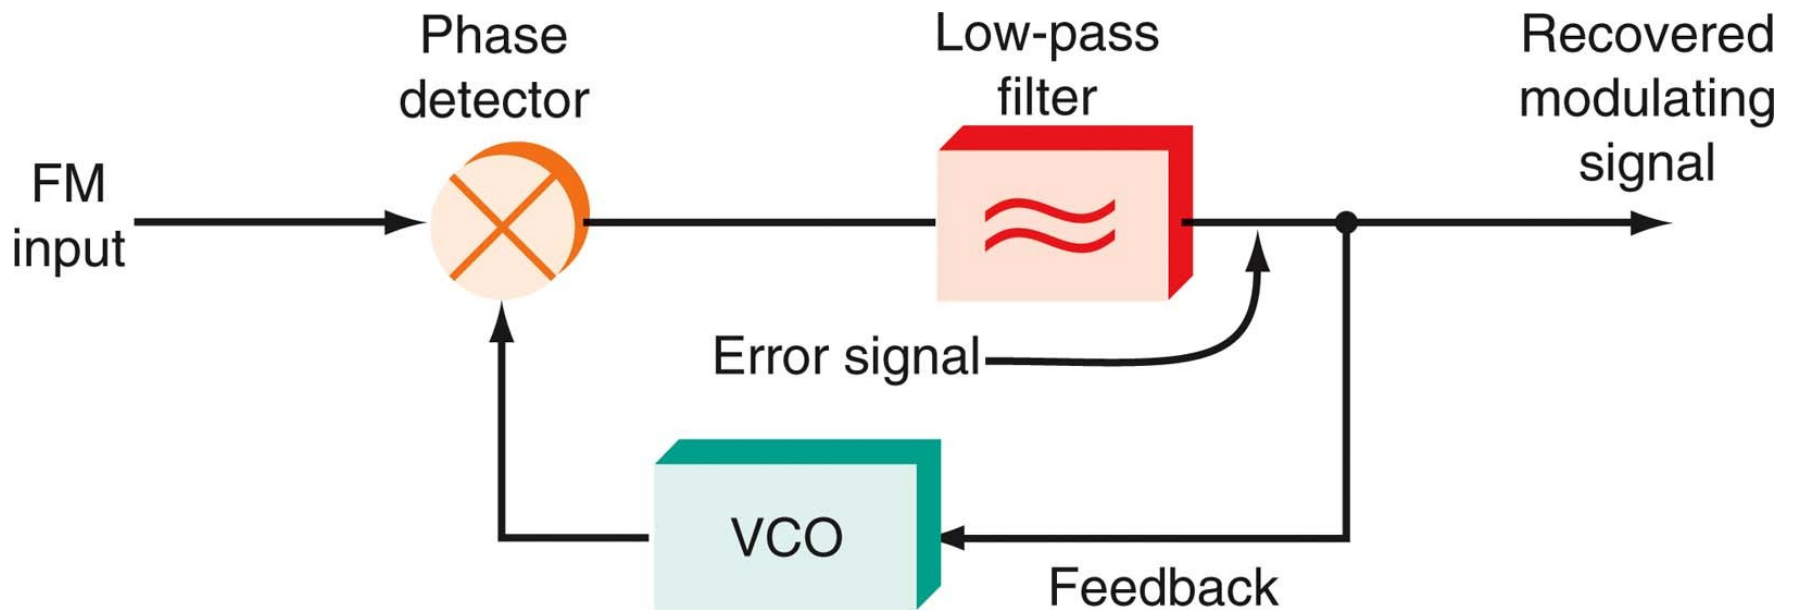 Phase
detector
Low-pass
filter
Recovered
modulating
signal
FM
input
Error signal
VCO
Feedback